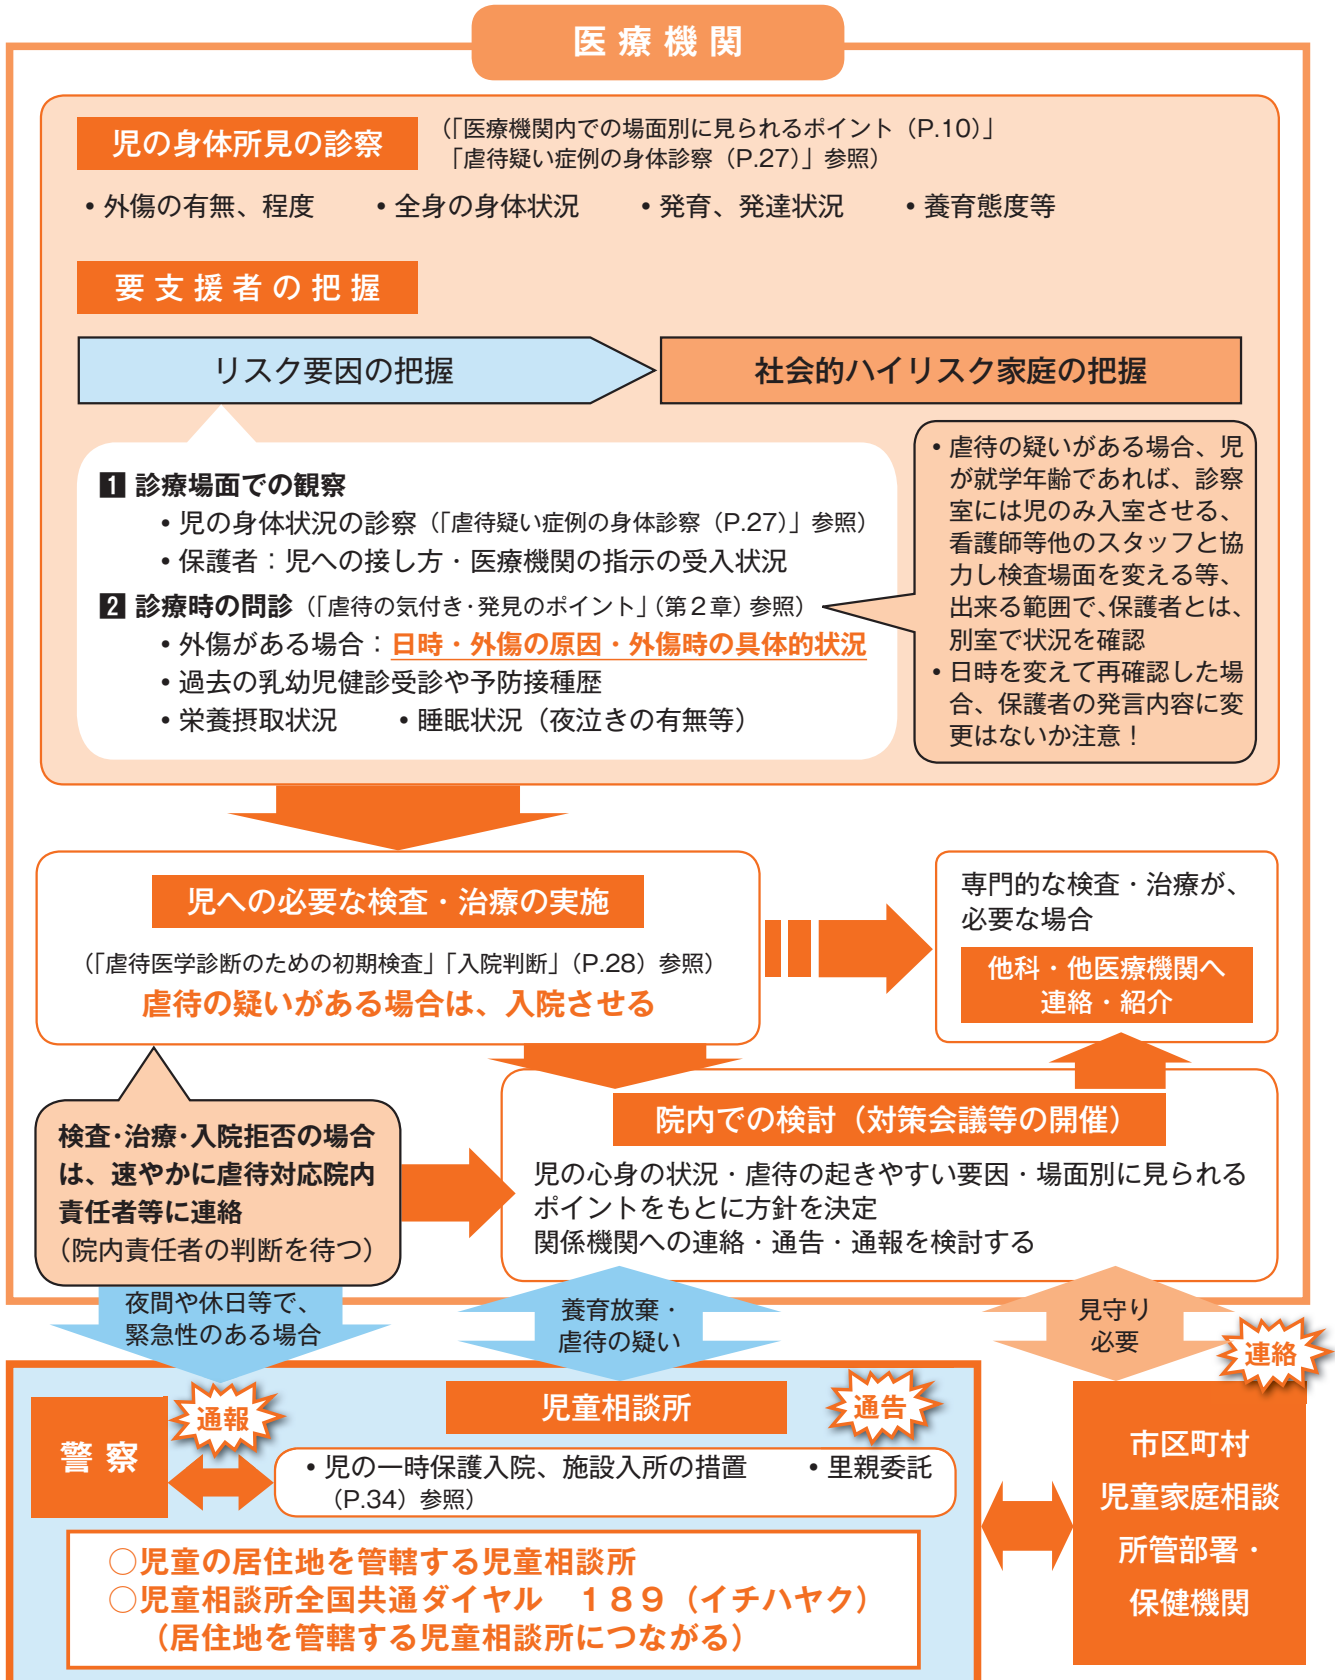 医療機関
児の身体所見の診察
（「医療機関内での場面別に見られるポイント（P.10）」
「虐待疑い症例の身体診察（P.27）」参照）
・外傷の有無、程度　・全身の身体状況　・発育、発達状況　・養育態度等
要支援者の把握
リスク要因の把握
社会的ハイリスク家庭の把握
1 診療場面での観察
・児の身体状況の診察（「虐待疑い症例の身体診察（P.27）」参照）
・保護者：児への接し方・医療機関の指示の受入状況
2 診療時の問診（「虐待の気付き・発見のポイント」（第２章）参照）
・外傷がある場合：日時・外傷の原因・外傷時の具体的状況
・過去の乳幼児健診受診や予防接種歴
・栄養摂取状況　・睡眠状況（夜泣きの有無等）
・虐待の疑いがある場合、児
が就学年齢であれば、診察
室には児のみ入室させる、
看護師等他のスタッフと協
力し検査場面を変える等、
出来る範囲で、保護者とは、
別室で状況を確認
・日時を変えて再確認した場
合、保護者の発言内容に変
更はないか注意！
児への必要な検査・治療の実施
（「虐待医学診断のための初期検査」「入院判断」（P.28）参照）
虐待の疑いがある場合は、入院させる
専門的な検査・治療が、
必要な場合
他科・他医療機関へ
連絡・紹介
検査・治療・入院拒否の場合
は、速やかに虐待対応院内
責任者等に連絡
（院内責任者の判断を待つ）
院内での検討（対策会議等の開催）
児の心身の状況・虐待の起きやすい要因・場面別に見られる
ポイントをもとに方針を決定
関係機関への連絡・通告・通報を検討する
夜間や休日等で、
緊急性のある場合
養育放棄・
虐待の疑い
見守り
必要
連絡
通報
児童相談所
通告
警察
・児の一時保護入院、施設入所の措置　・里親委託
（P.34）参照）
○児童の居住地を管轄する児童相談所
○児童相談所全国共通ダイヤル　１８９（イチハヤク）
（居住地を管轄する児童相談所につながる）
市区町村
児童家庭相談
所管部署・
保健機関